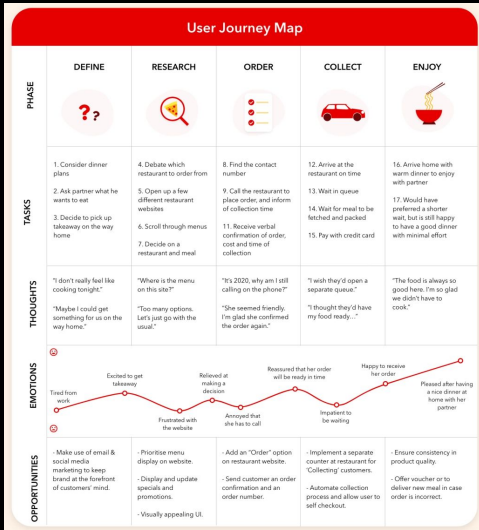 User Journey Map
DEFINE
RESEARCH
ORDER
COLLECT
ENJOY
PHASE
??
TASKS
1. Consider dinner
plans
2. Ask partner what he
wants to eat
3. Decide to pick up
takeaway on the way
home
4. Debate which
restaurant to order from
5. Open up a few
different restaurant
websites
6. Scroll through menus
7. Decide on a
restaurant and meal
8. Find the contact
number
9. Call the restaurant to
place order, and inform
of collection time
11. Receive verbal
confirmation of order,
cost and time of
collection
12. Arrive at the
restaurant on time
13. Wait in queue
14. Wait for meal to be
fetched and packed
15. Pay with credit card
16. Arrive home with
warm dinner to enjoy
with partner
17. Would have
preferred a shorter
wait, but is still happy
to have a good dinner
with minimal effort
THOUGHTS
"I don't really feel like
cooking tonight."
"Maybe I could get
something for us on the
way home."
"Where is the menu
on this site?"
"Too many options.
Let's just go with the
usual."
"It's 2020, why am I still
calling on the phone?"
"She seemed friendly.
I'm glad she confirmed
the order again."
"I wish they'd open a
separate queue."
"I thought they'd have
my food ready…"
"The food is always so
good here. I'm so glad
we didn't have to
cook."
EMOTIONS
Tired from
work
Excited to get
takeaway
Frustrated with
the website
Relieved at
making a
decision
Annoyed that
she has to call
Reassured that her order
will be ready in time
Impatient to
be waiting
Happy to receive
her order
Pleased after having
a nice dinner at
home with her
partner
OPPORTUNITIES
- Make use of email &
social media
marketing to keep
brand at the forefront
of customers' mind.
- Prioritise menu
display on website.
- Display and update
specials and
promotions.
- Visually appealing UI.
- Add an "Order" option
on restaurant website.
- Send customer an order
confirmation and an
order number.
- Implement a separate
counter at restaurant for
'Collecting' customers.
- Automate collection
process and allow user to
self checkout.
- Ensure consistency in
product quality.
- Offer voucher or to
deliver new meal in case
order is incorrect.